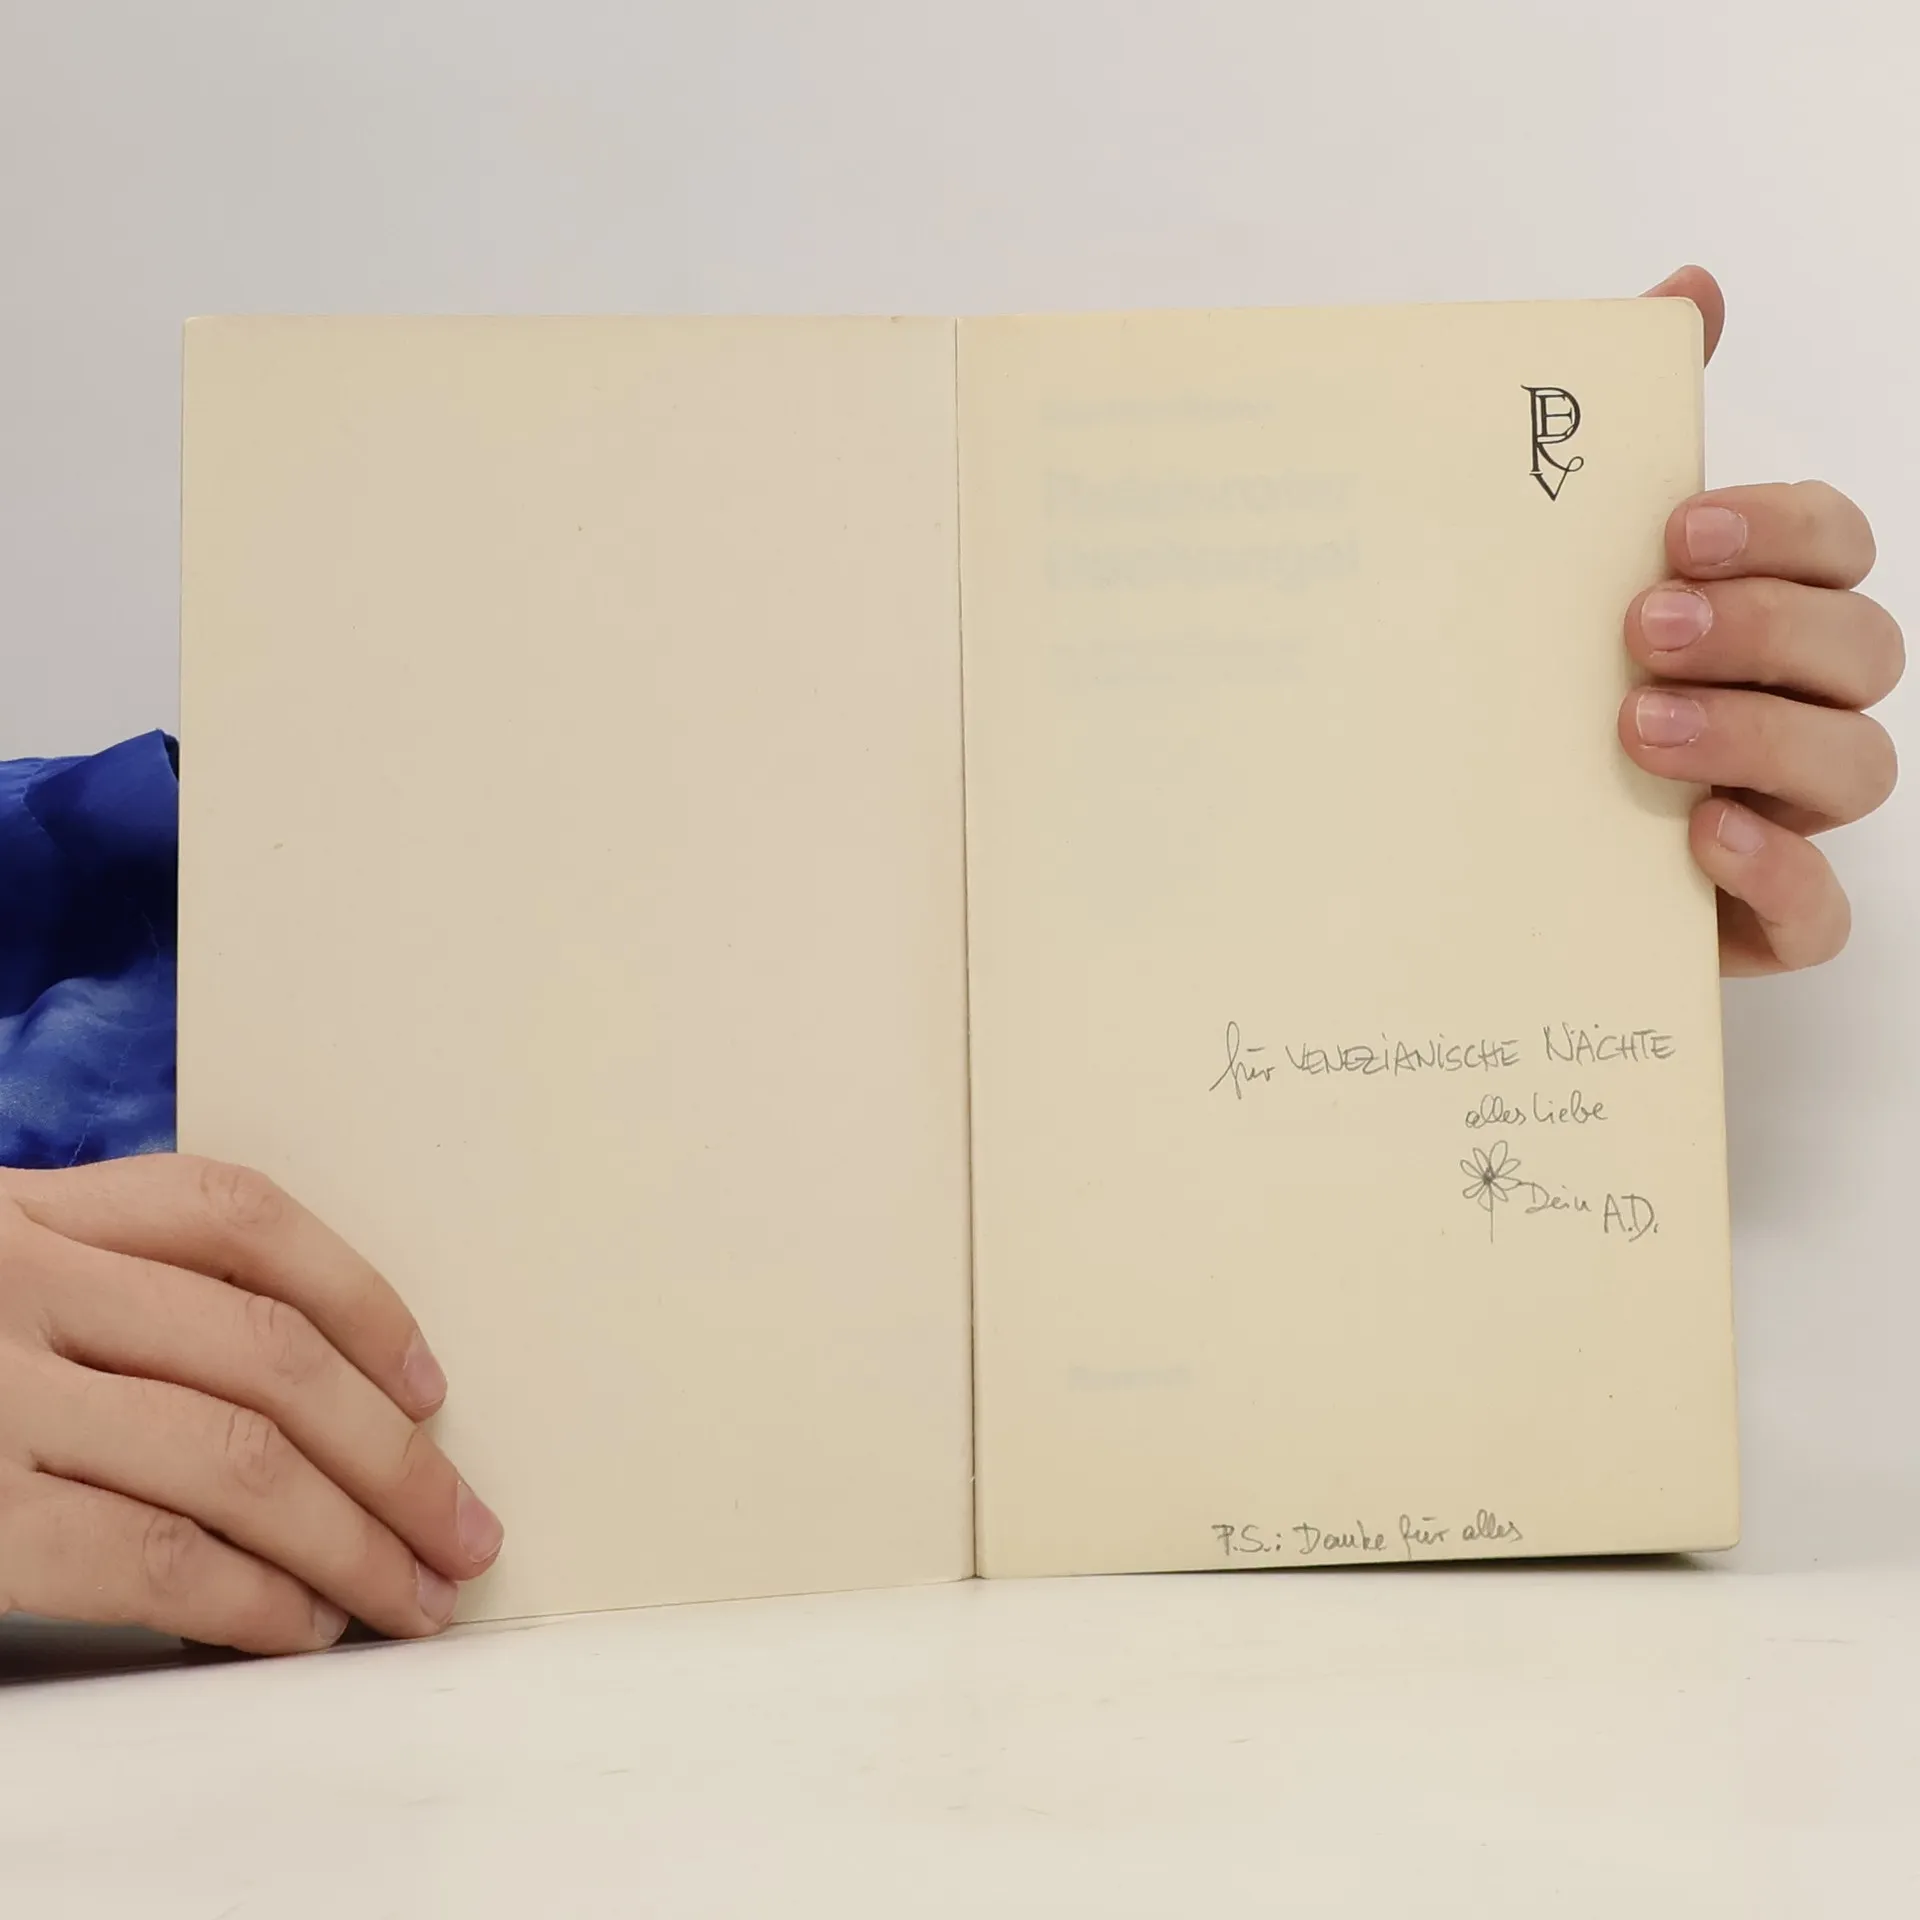 für VENEZIANISCHE NÄCHTE
alles Liebe
Dein A.D.
P.S.: Danke für alles